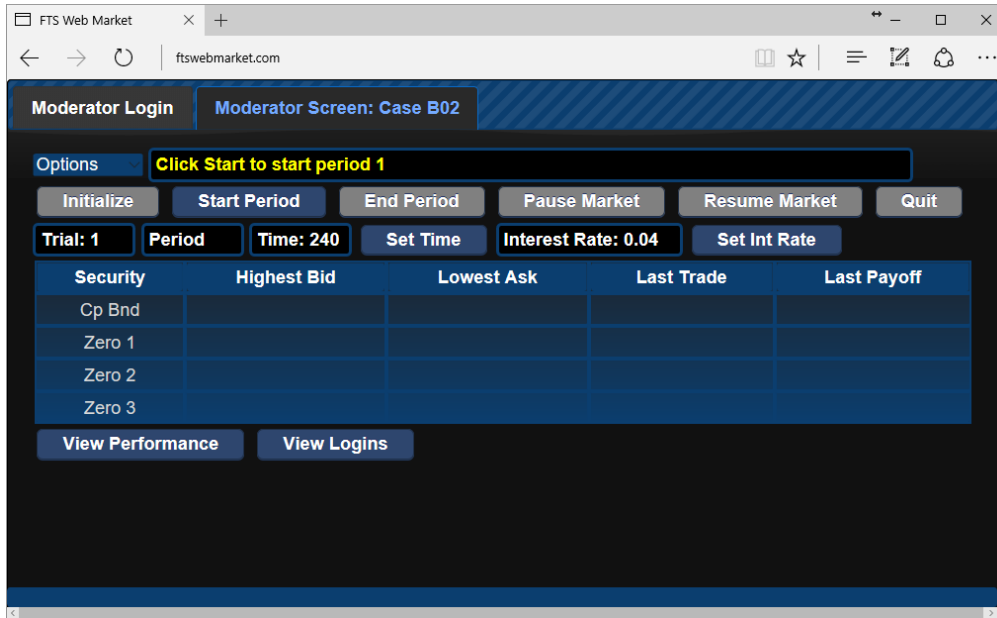 FTS Web Market
ftswebmarket.com
Moderator Login Moderator Screen: Case B02
Options Click Start to start period 1
Initialize Start Period End Period Pause Market Resume Market Quit
Trial: 1 Period Time: 240 Set Time Interest Rate: 0.04 Set Int Rate
Security Highest Bid Lowest Ask Last Trade Last Payoff
Cp Bnd
Zero 1
Zero 2
Zero 3
View Performance View Logins